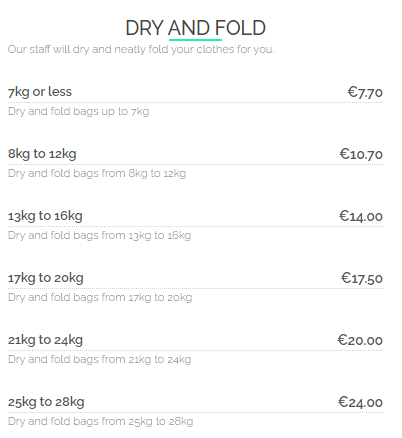 DRY AND FOLD
Our staff will dry and neatly fold your clothes for you.
7kg or less €7.70
Dry and fold bags up to 7kg
8kg to 12kg €10.70
Dry and fold bags from 8kg to 12kg
13kg to 16kg €14.00
Dry and fold bags from 13kg to 16kg
17kg to 20kg €17.50
Dry and fold bags from 17kg to 20kg
21kg to 24kg €20.00
Dry and fold bags from 21kg to 24kg
25kg to 28kg €24.00
Dry and fold bags from 25kg to 28kg